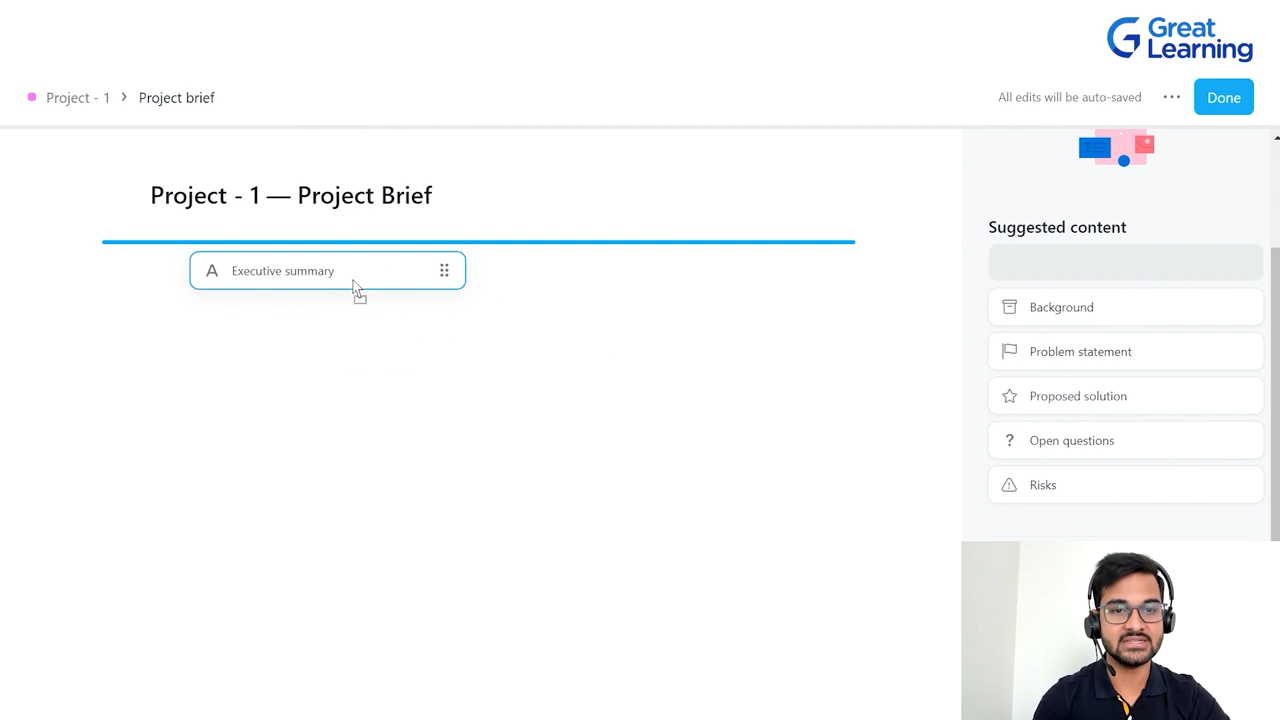 Great
Learning
Project - 1 > Project brief
All edits will be auto-saved
Done
Project - 1 — Project Brief
A Executive summary
Suggested content
Background
Problem statement
Proposed solution
? Open questions
Risks